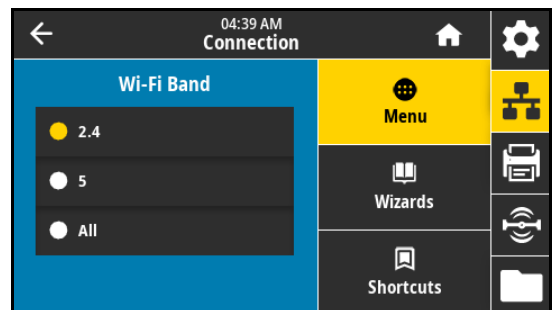 04:39 AM
Connection
Wi-Fi Band
2.4
5
All
Menu
Wizards
Shortcuts